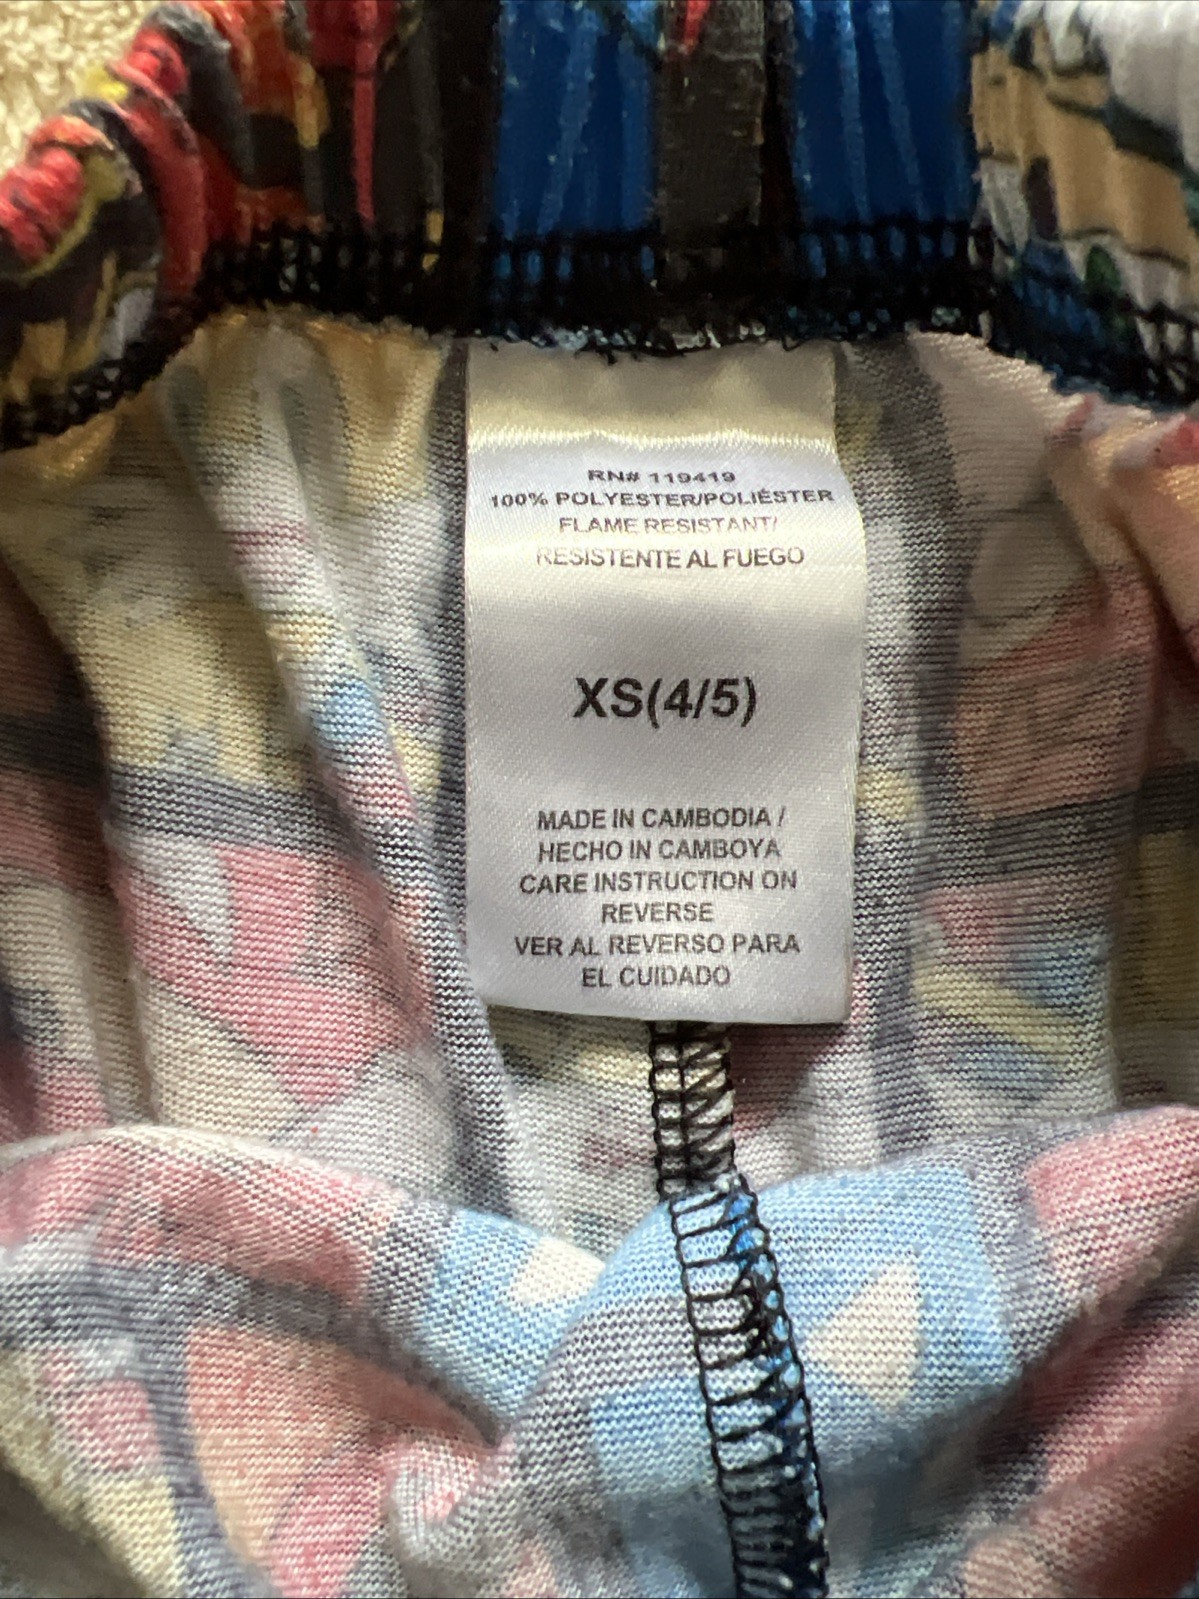 RN# 119419
100% POLYESTER/POLIÉSTER
FLAME RESISTANT/
RESISTENTE AL FUEGO
XS(4/5)
MADE IN CAMBODIA /
HECHO IN CAMBOYA
CARE INSTRUCTION ON
REVERSE
VER AL REVERSO PARA
EL CUIDADO